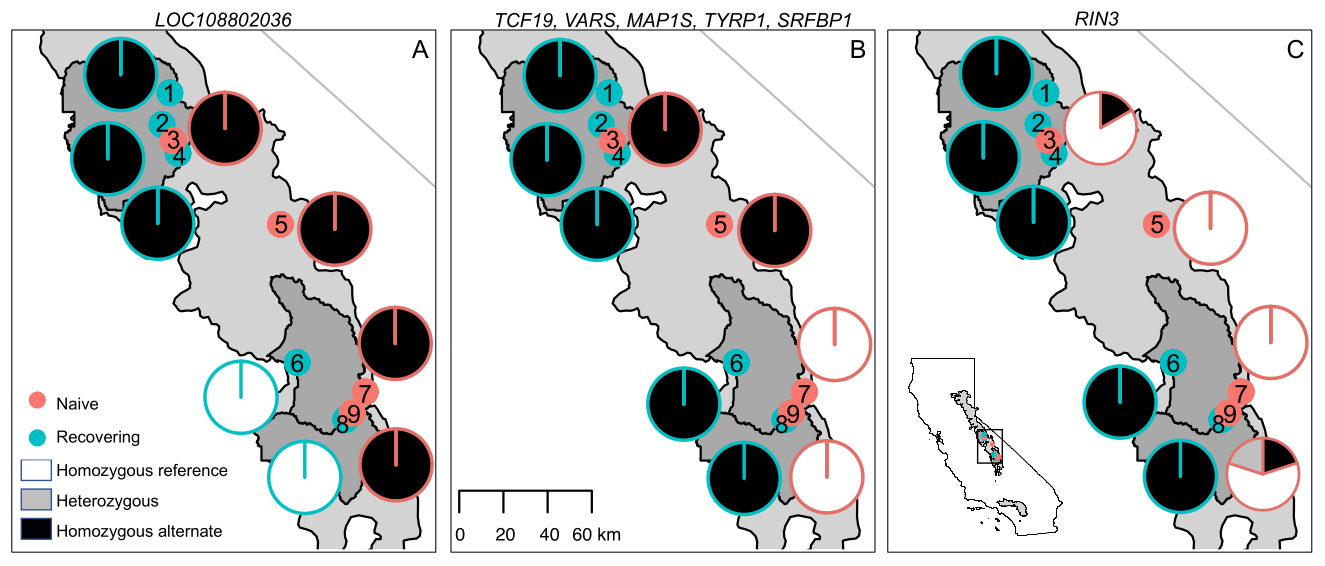 LOC108802036
TCF19, VARS, MAP1S, TYRP1, SRFBP1
RIN3
A
1
2
3
4
5
6
7
9
8
Naive
Recovering
Homozygous reference
Heterozygous
Homozygous alternate
B
1
2
3
4
5
6
7
9
8
0 20 40 60 km
C
1
2
3
4
5
6
7
9
8